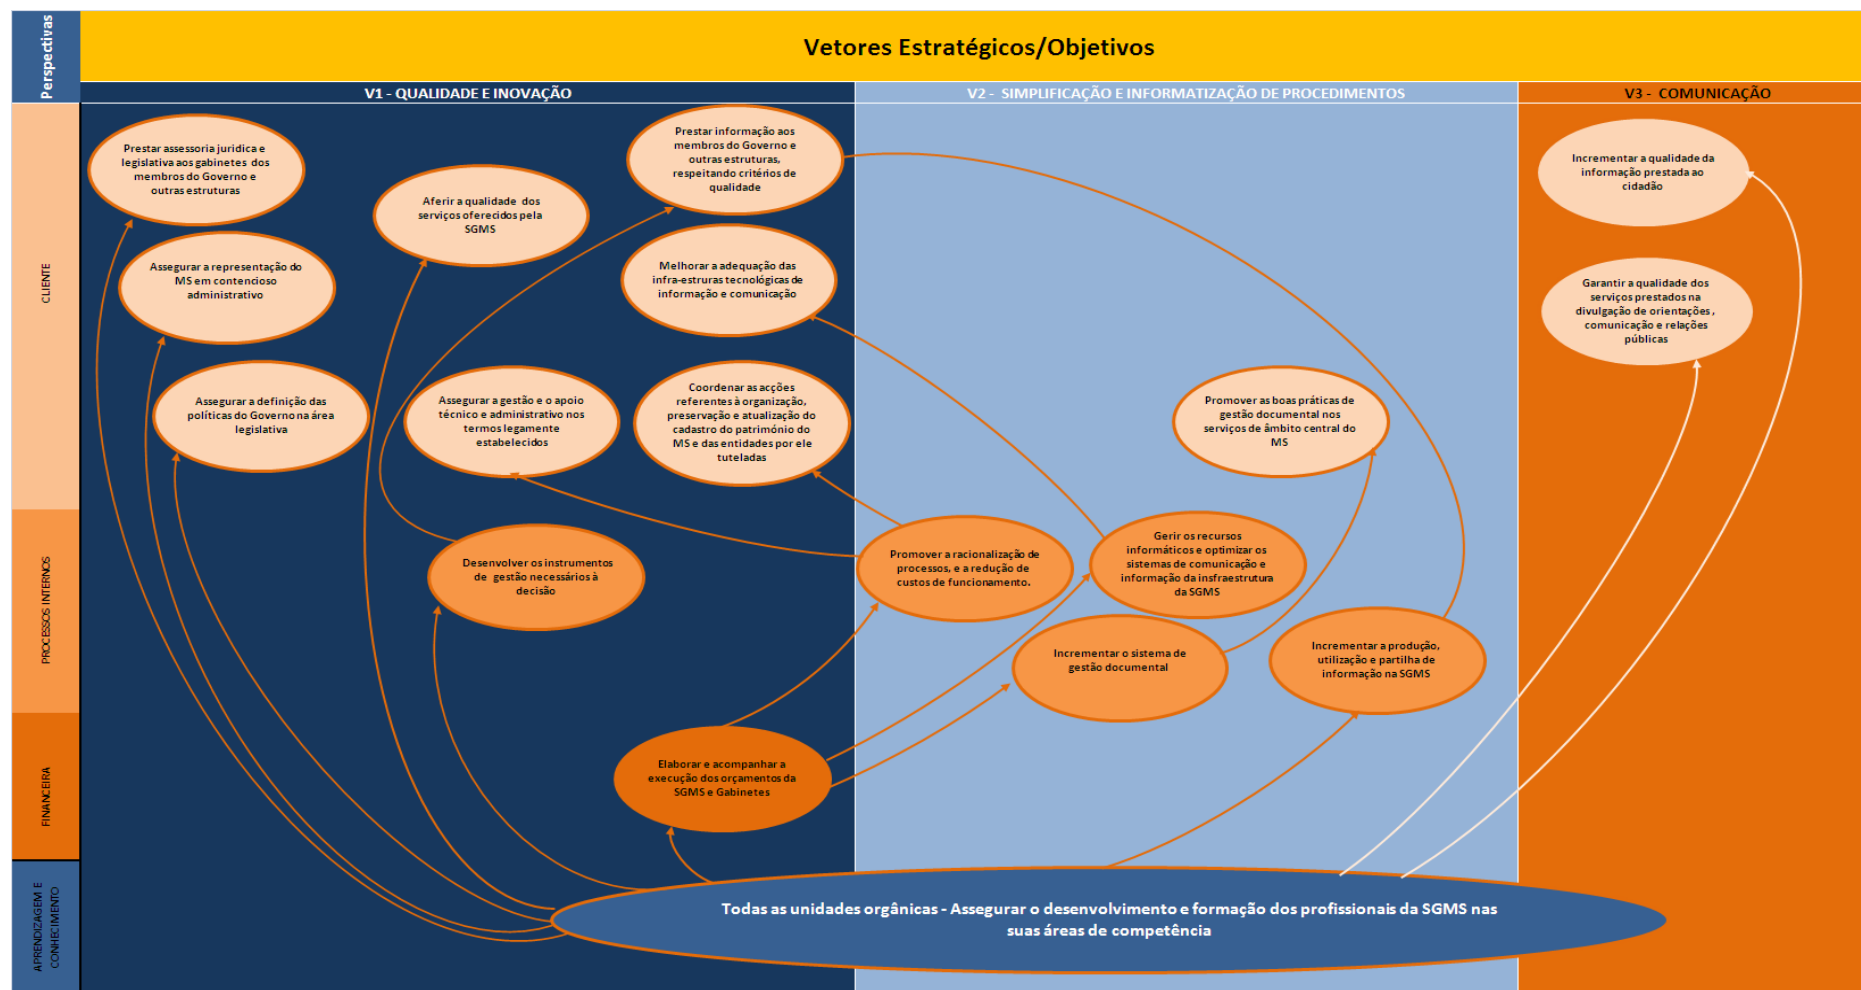 Perspectivas
Vetores Estratégicos/Objetivos
V1 - QUALIDADE E INOVAÇÃO
V2 - SIMPLIFICAÇÃO E INFORMATIZAÇÃO DE PROCEDIMENTOS
V3 - COMUNICAÇÃO
CLIENTE
Prestar assessoria juridica e
legislativa aos gabinetes dos
membros do Governo e
outras estruturas
Aferir a qualidade dos
serviços oferecidos pela
SGMS
Prestar informação aos
membros do Governo e
outras estruturas,
respeitando critérios de
qualidade
Incrementar a qualidade da
informação prestada ao
cidadão
Assegurar a representação do
MS em contencioso
administrativo
Melhorar a adequação das
infra-estruras tecnológicas de
informação e comunicação
Garantir a qualidade dos
serviços prestados na
divulgação de orientações ,
comunicação e relações
públicas
Assegurar a definição das
políticas do Governo na área
legislativa
Assegurar a gestão e o apoio
técnico e administrativo nos
termos legamente
estabelecidos
Coordenar as acções
referentes à organização,
preservação e atualização do
cadastro do património do
MS e das entidades por ele
tuteladas
Promover as boas práticas de
gestão documental nos
serviços de âmbito central do
MS
PROCESSOS INTERNOS
Desenvolver os instrumentos
de gestão necessários à
decisão
Promover a racionalização de
processos, e a redução de
custos de funcionamento.
Gerir os recursos
informáticos e optimizar os
sistemas de comunicação e
informação da insfraestrutura
da SGMS
Incrementar o sistema de
gestão documental
Incrementar a produção,
utilização e partilha de
informação na SGMS
FINANCEIRA
Elaborar e acompanhar a
execução dos orçamentos da
SGMS e Gabinetes
APRENDIZAGEM E
CONHECIMENTO
Todas as unidades orgânicas - Assegurar o desenvolvimento e formação dos profissionais da SGMS nas
suas áreas de competência